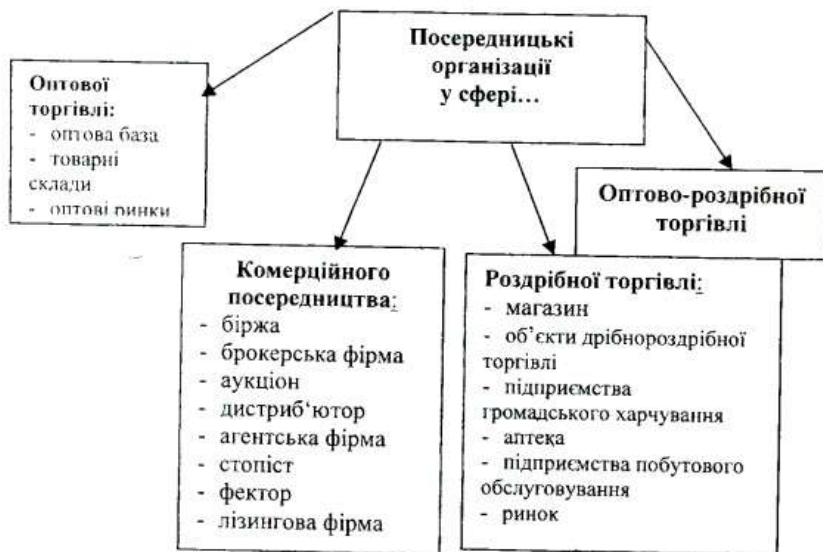 Посередницькі
організації
у сфері...
Оптової
торгівлі:
- оптова база
- товарні
склади
- оптові ринки
Оптово-роздрібної
торгівлі
Комерційного
посередництва:
- біржа
- брокерська фірма
- аукціон
- дистриб‘ютор
- агентська фірма
- стопіст
- фектор
- лізингова фірма
Роздрібної торгівлі:
- магазин
- об’єкти дрібнороздрібної
торгівлі
- підприємства
громадського харчування
- аптека
- підприємства побутового
обслуговування
- ринок